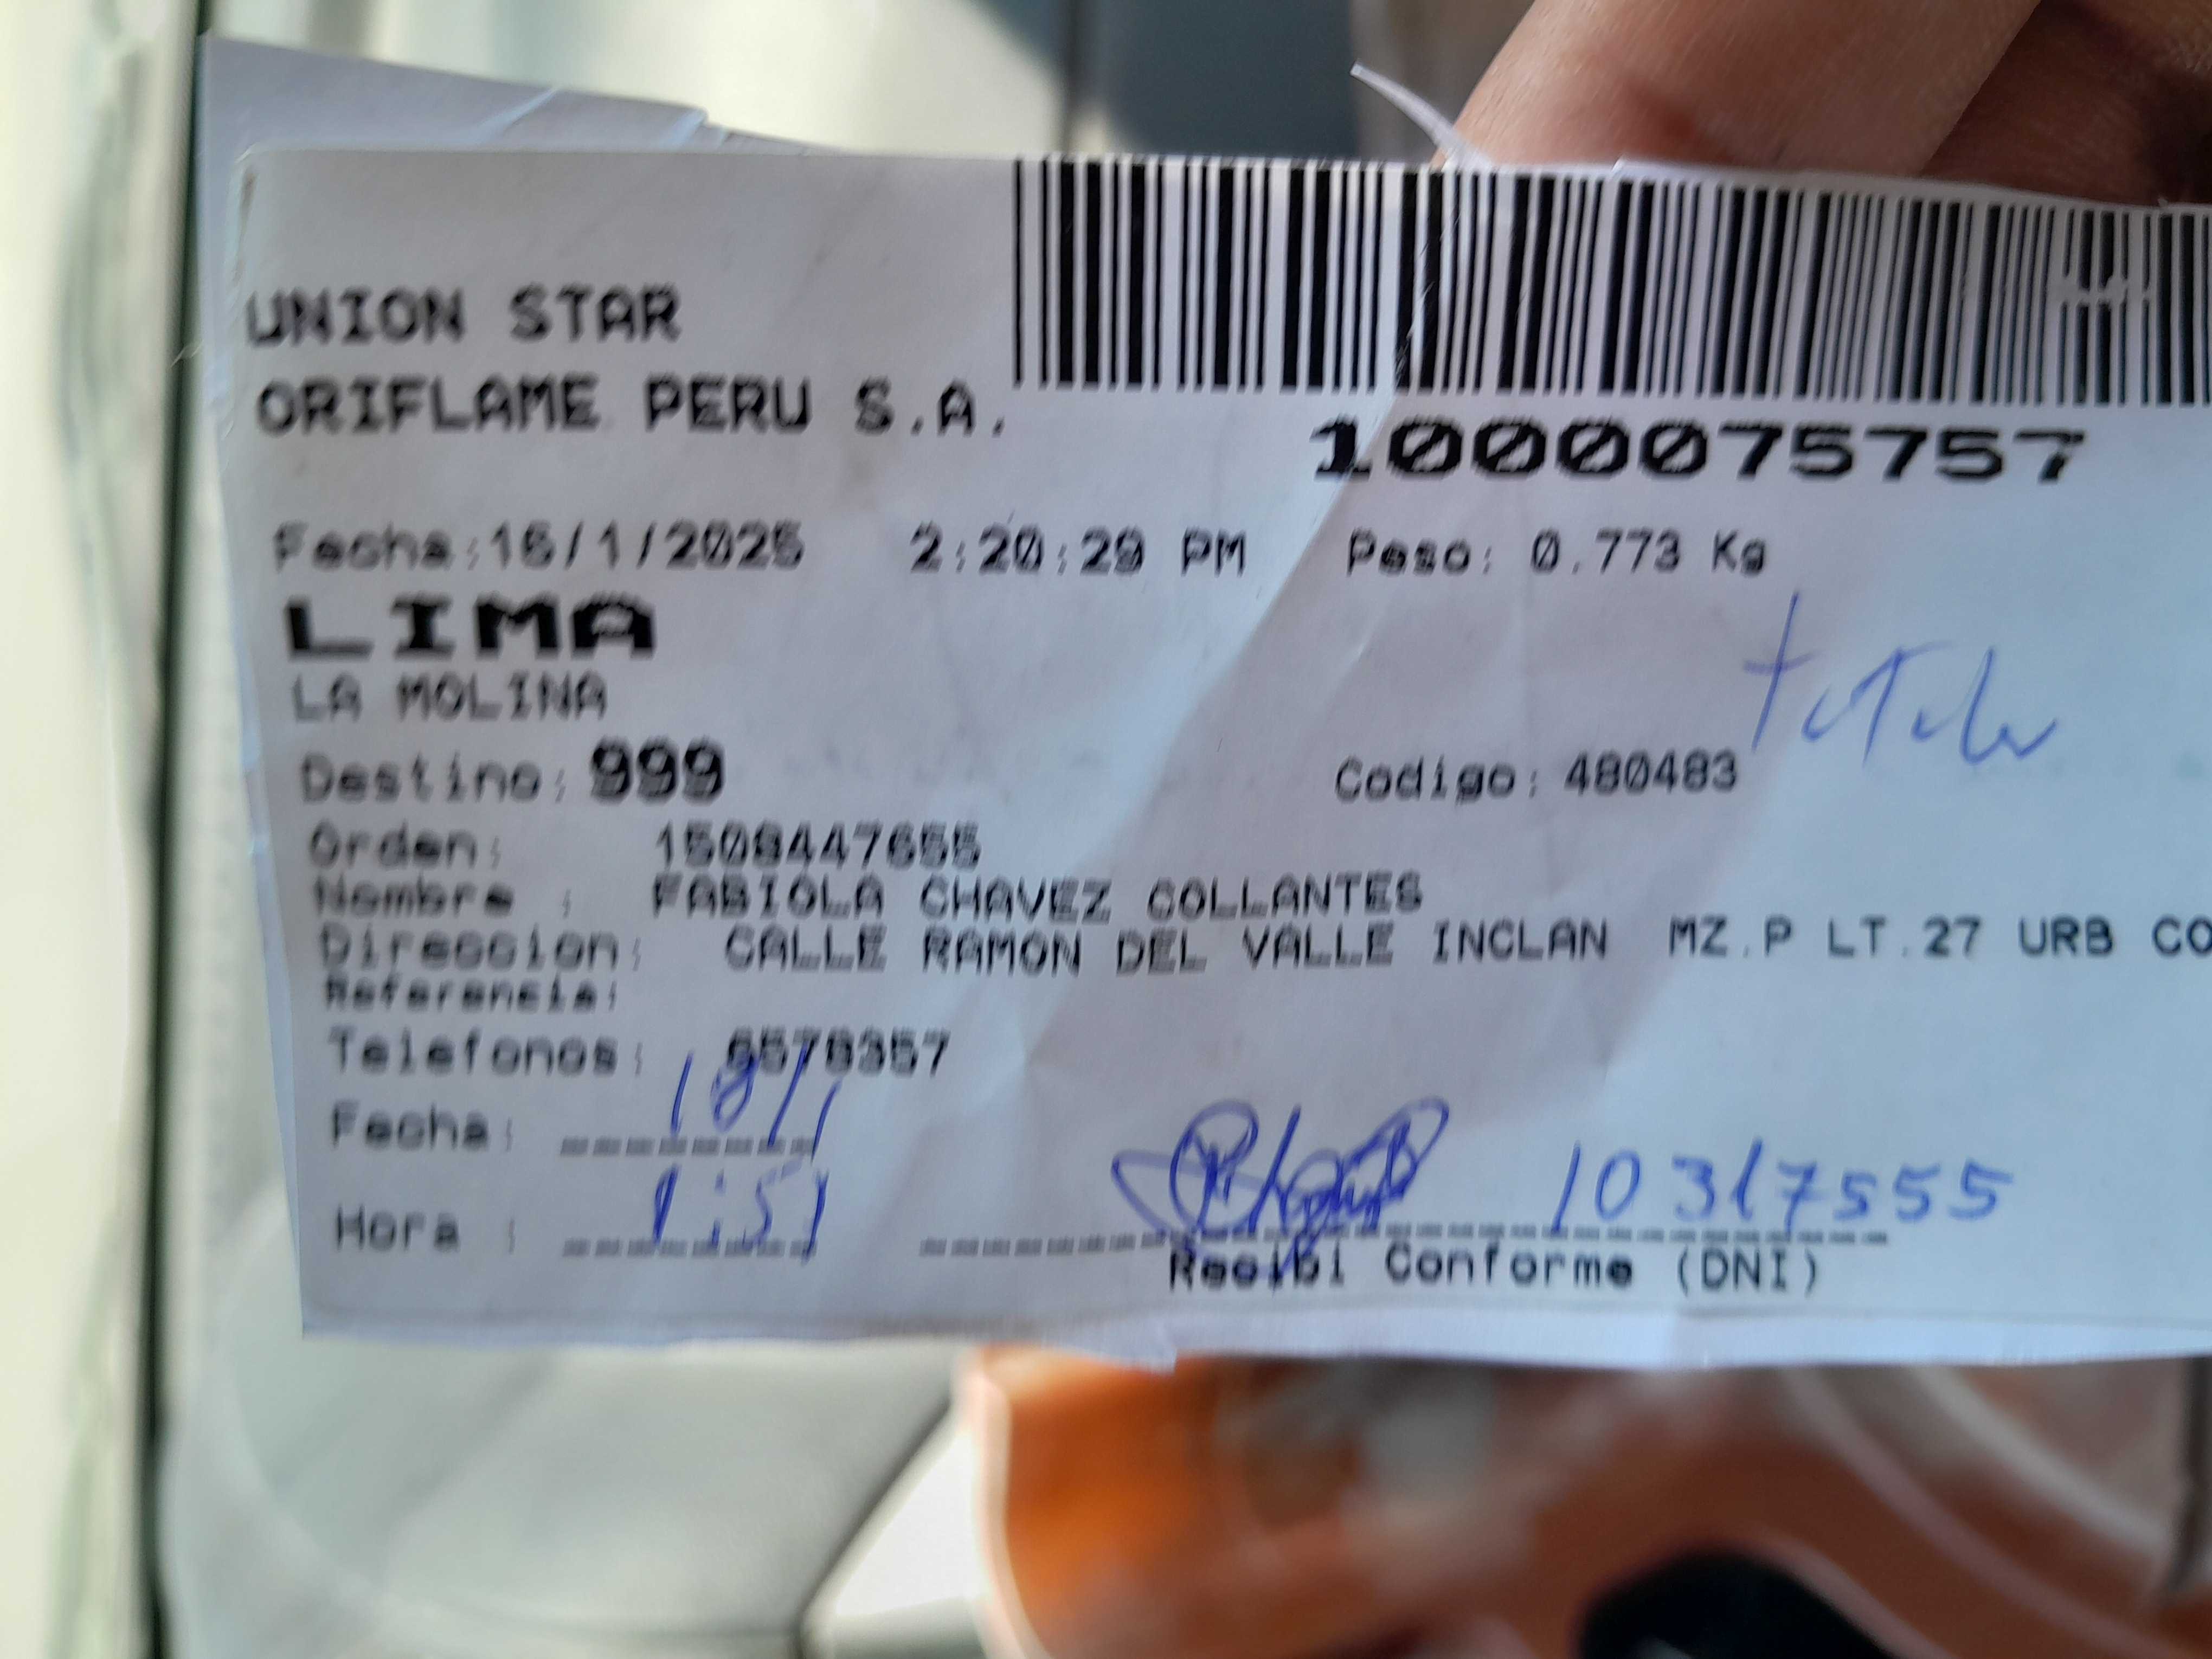 UNION STAR
ORIFLAME PERU S.A.
1000075757
Fecha:16/1/2025 2:20:29 PM Peso: 0.773 Kg
LIMA
LA MOLINA
Destino: 999 Codigo: 480483
Orden: 1508447655
Nombre : FABIOLA CHAVEZ COLLANTES
Direccion: CALLE RAMON DEL VALLE INCLAN MZ.P LT.27 URB CO
Referencia:
Telefonos: 6578357
Fecha: 18/1
Hora : 1:51 10317555
Recibi Conforme (DNI)